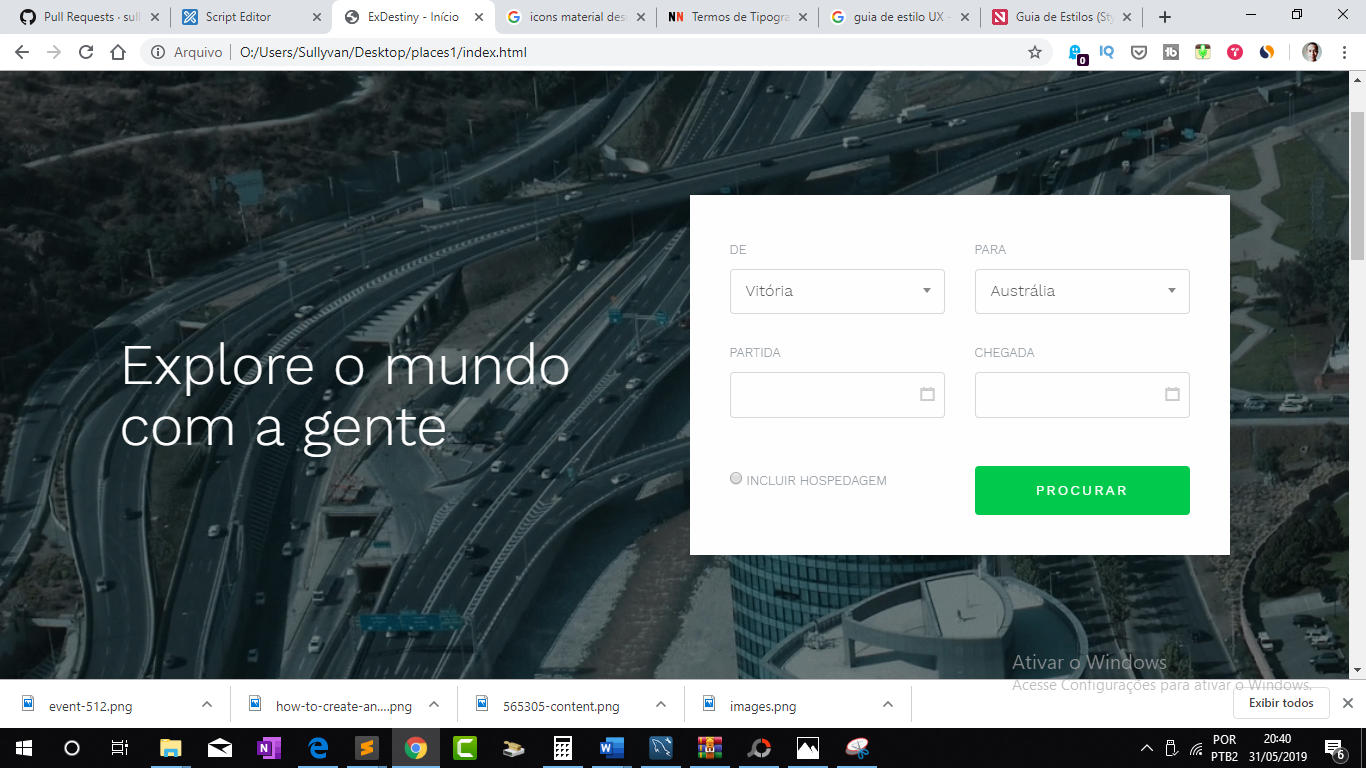 Pull Requests · sull
Script Editor
ExDestiny - Início
icons material des
Termos de Tipogra
guia de estilo UX -
Guia de Estilos (Sty
Arquivo
O:/Users/Sullyvan/Desktop/places1/index.html
0
DE
PARA
Vitória
Austrália
Explore o mundo
com a gente
PARTIDA
CHEGADA
INCLUIR HOSPEDAGEM
PROCURAR
Ativar o Windows
Acesse Configurações para ativar o Windows.
event-512.png
how-to-create-an....png
565305-content.png
images.png
Exibir todos
POR
PTB2
20:40
31/05/2019
6